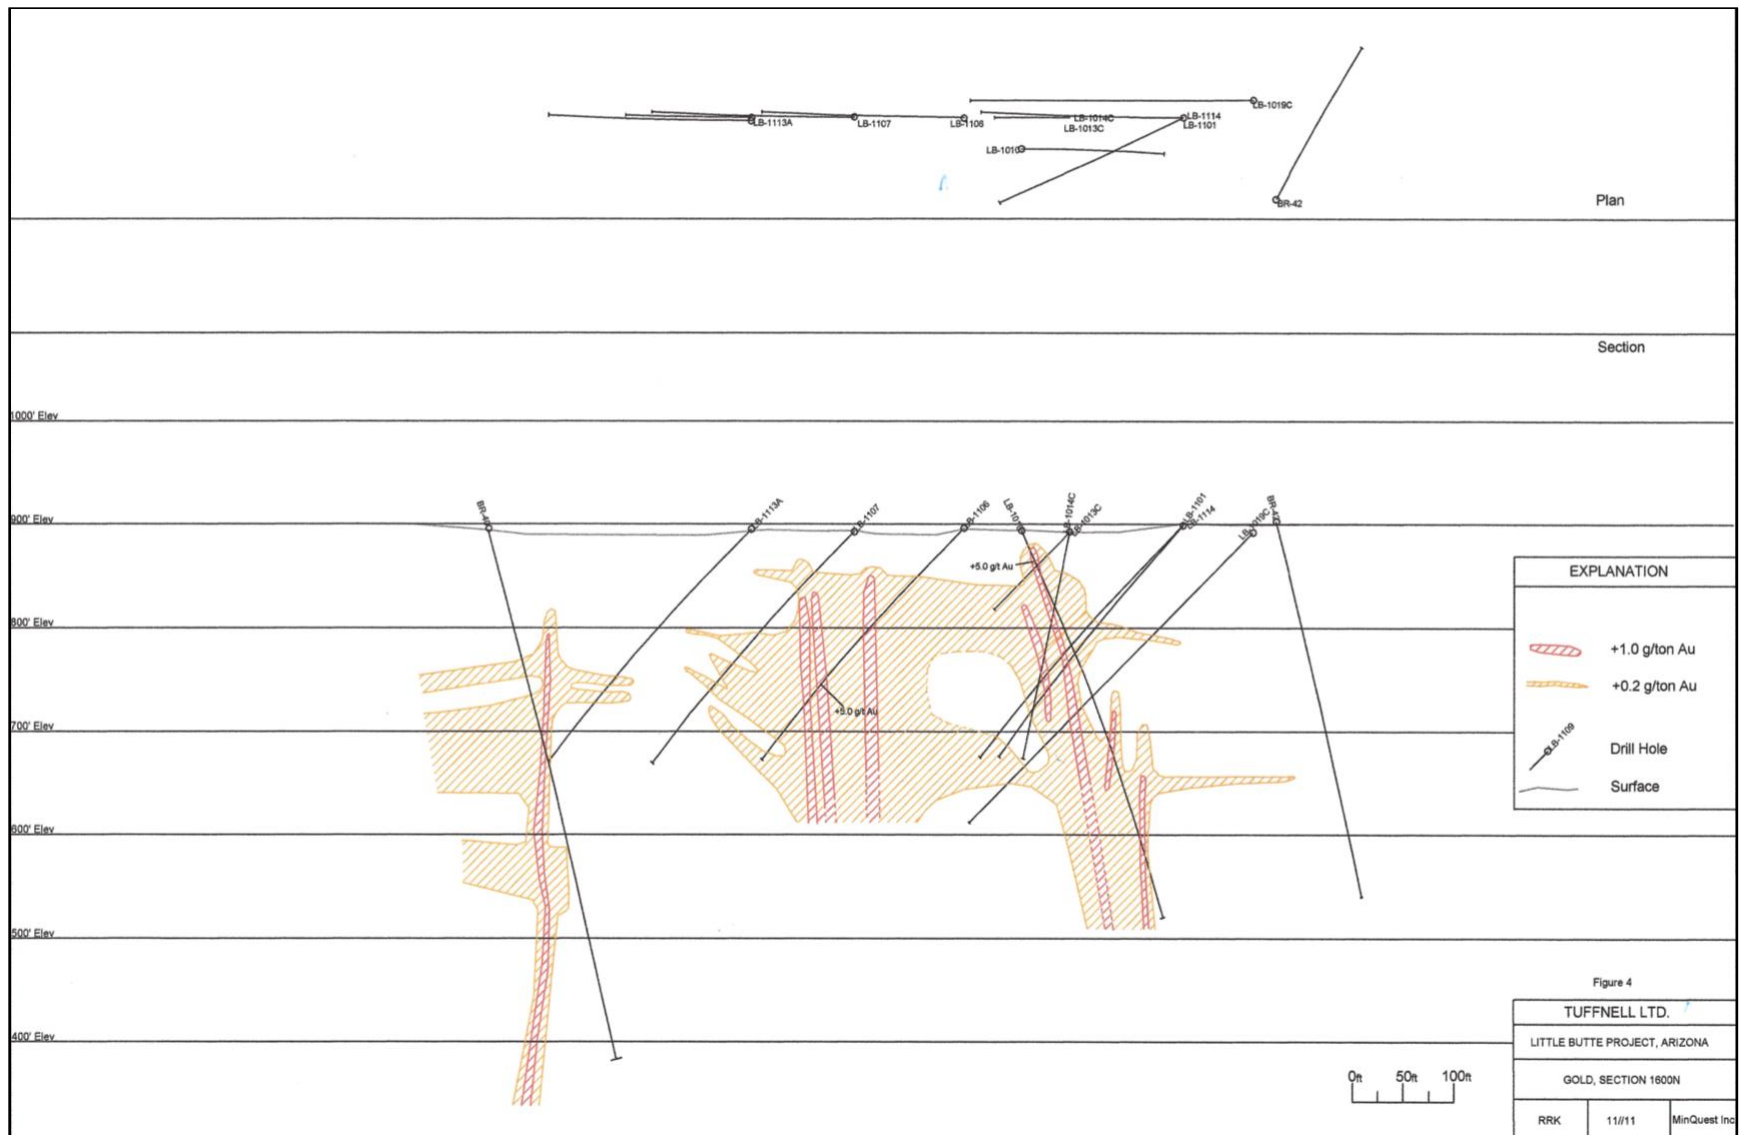 LB-1019C
LB-1113A
LB-1107
LB-1106
LB-1014C
LB-1013C
LB-1114
LB-1101
LB-1010
BR-42
Plan
Section
1000' Elev
900' Elev
LB-1113A
LB-1107
LB-1106
LB-1014C
LB-1013C
LB-1101
LB-1114
LB-1019C
+5.0 g/t Au
800' Elev
+5.0 g/t Au
700' Elev
600' Elev
500' Elev
400' Elev
EXPLANATION
+1.0 g/ton Au
+0.2 g/ton Au
LB-1109
Drill Hole
Surface
Figure 4
TUFFNELL LTD.
LITTLE BUTTE PROJECT, ARIZONA
GOLD, SECTION 1600N
RRK
11//11
MinQuest Inc
0ft
50ft
100ft